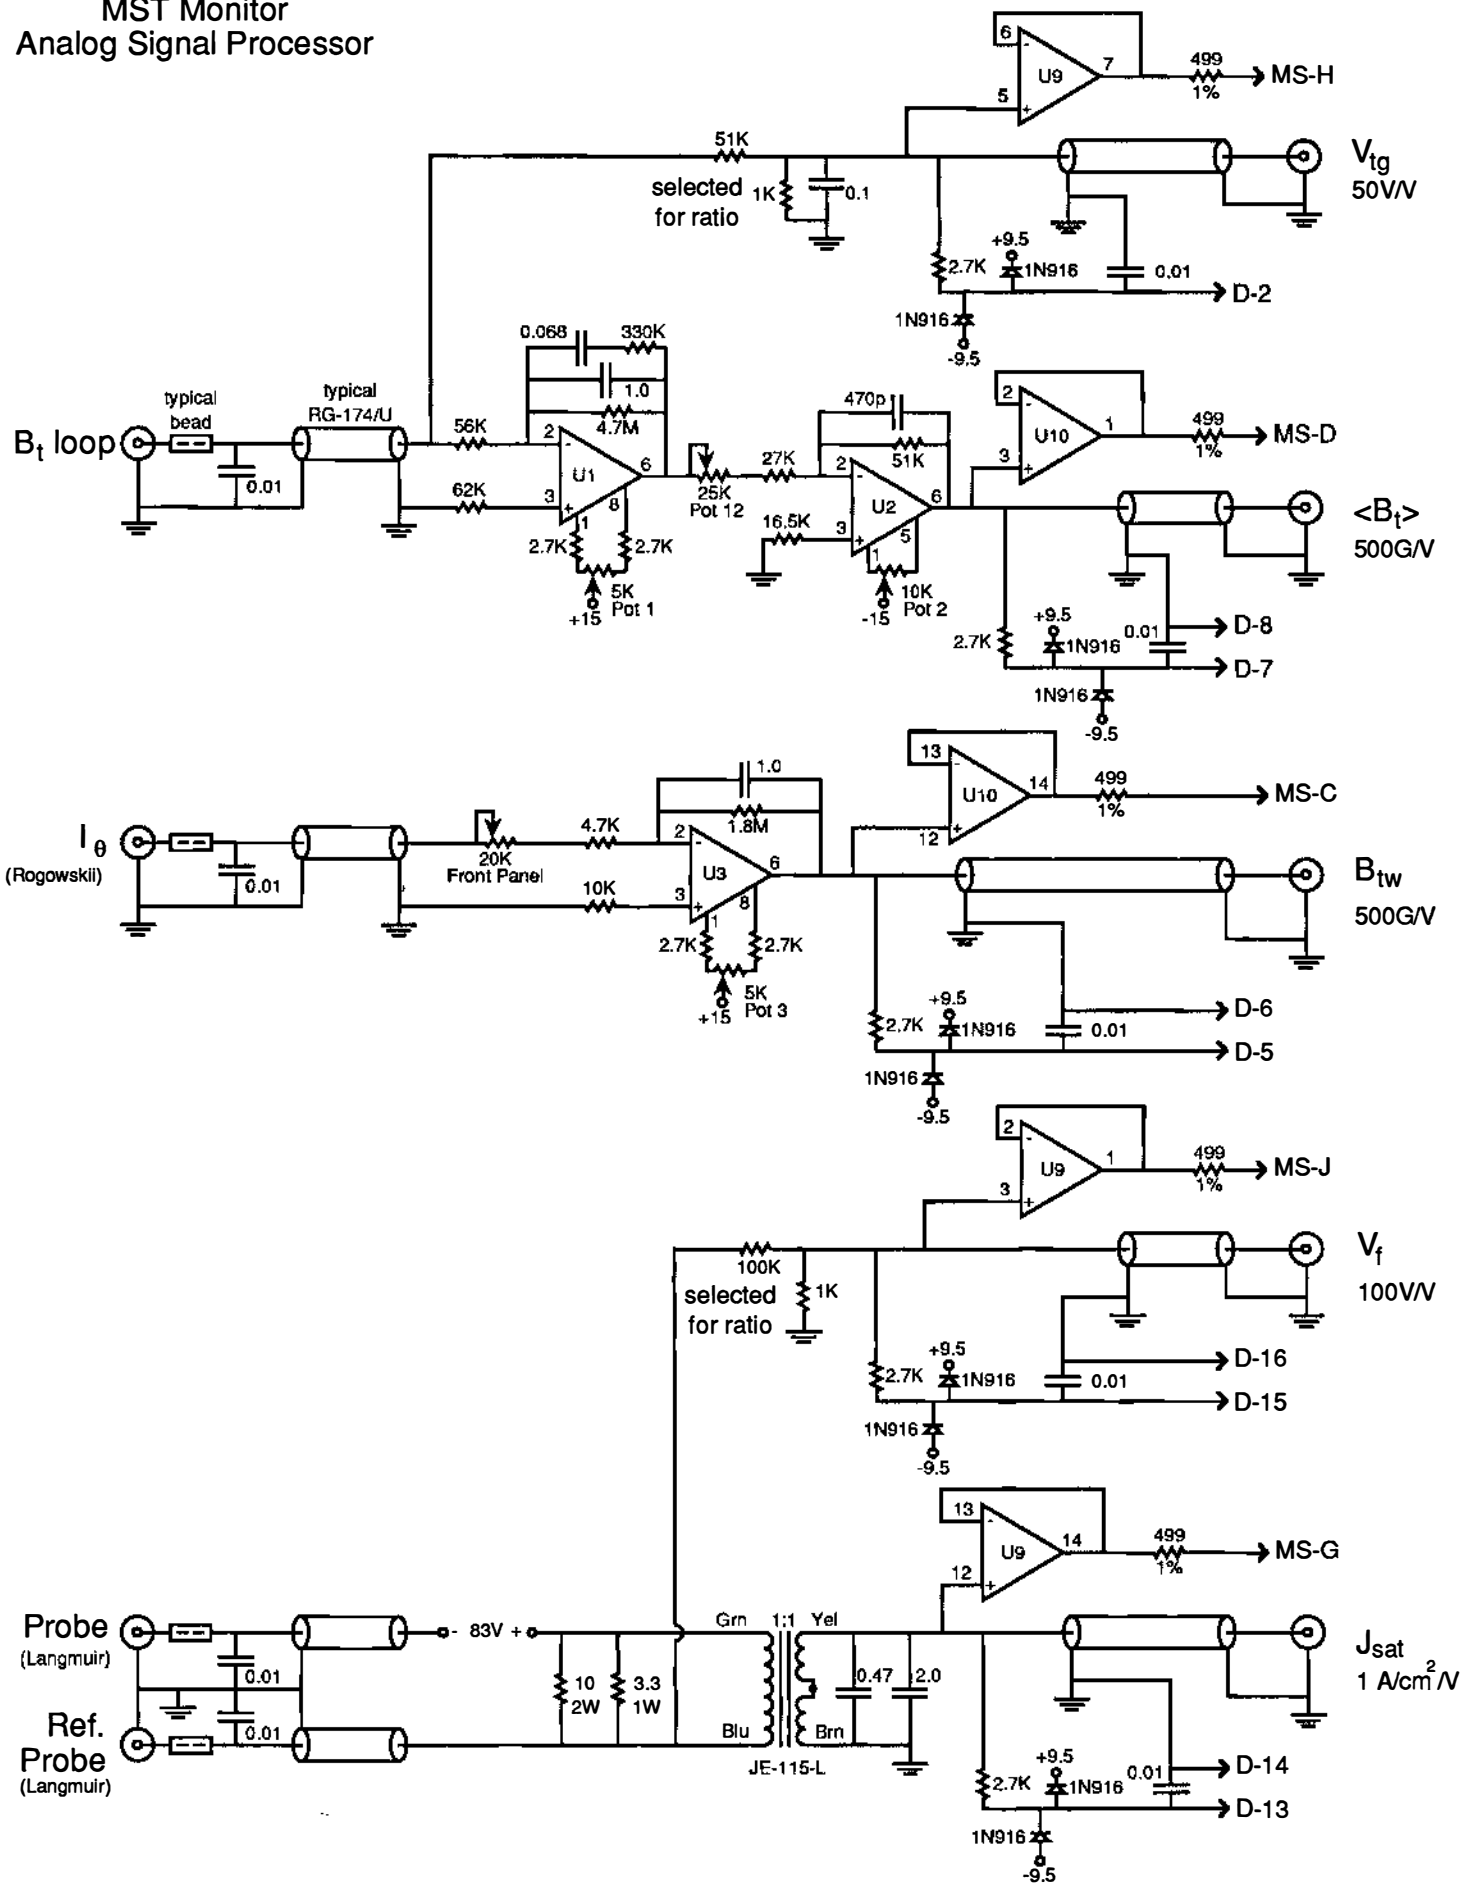 MST Monitor
Analog Signal Processor
6
-
U9
7
5
+
499
1%
MS-H
51K
selected
for ratio
1K
0.1
Vtg
50V/V
2.7K
+9.5
1N916
0.01
D-2
1N916
-9.5
0.068
330K
1.0
4.7M
typical
bead
typical
RG-174/U
Bt loop
0.01
56K
62K
2
-
U1
6
3
+
1
8
2.7K
2.7K
5K
Pot 1
+15
25K
Pot 12
27K
470p
51K
2
-
U2
6
16.5K
3
+
5
1
10K
Pot 2
-15
2
-
U10
1
3
+
499
1%
MS-D
<Bt>
500G/V
2.7K
+9.5
1N916
0.01
D-8
D-7
1N916
-9.5
13
-
U10
14
12
+
499
1%
MS-C
1.0
1.8M
Iθ
(Rogowskii)
0.01
20K
Front Panel
4.7K
10K
2
-
U3
6
3
+
1
8
2.7K
2.7K
5K
Pot 3
+15
Btw
500G/V
2.7K
+9.5
1N916
0.01
D-6
D-5
1N916
-9.5
2
-
U9
1
3
+
499
1%
MS-J
100K
selected
for ratio
1K
Vf
100V/V
2.7K
+9.5
1N916
0.01
D-16
D-15
1N916
-9.5
13
-
U9
14
12
+
499
1%
MS-G
Probe
(Langmuir)
0.01
0.01
Ref.
Probe
(Langmuir)
- 83V +
10
2W
3.3
1W
Grn
1:1
Yel
Blu
Brn
JE-115-L
0.47
2.0
Jsat
1 A/cm²/V
2.7K
+9.5
1N916
0.01
D-14
D-13
1N916
-9.5